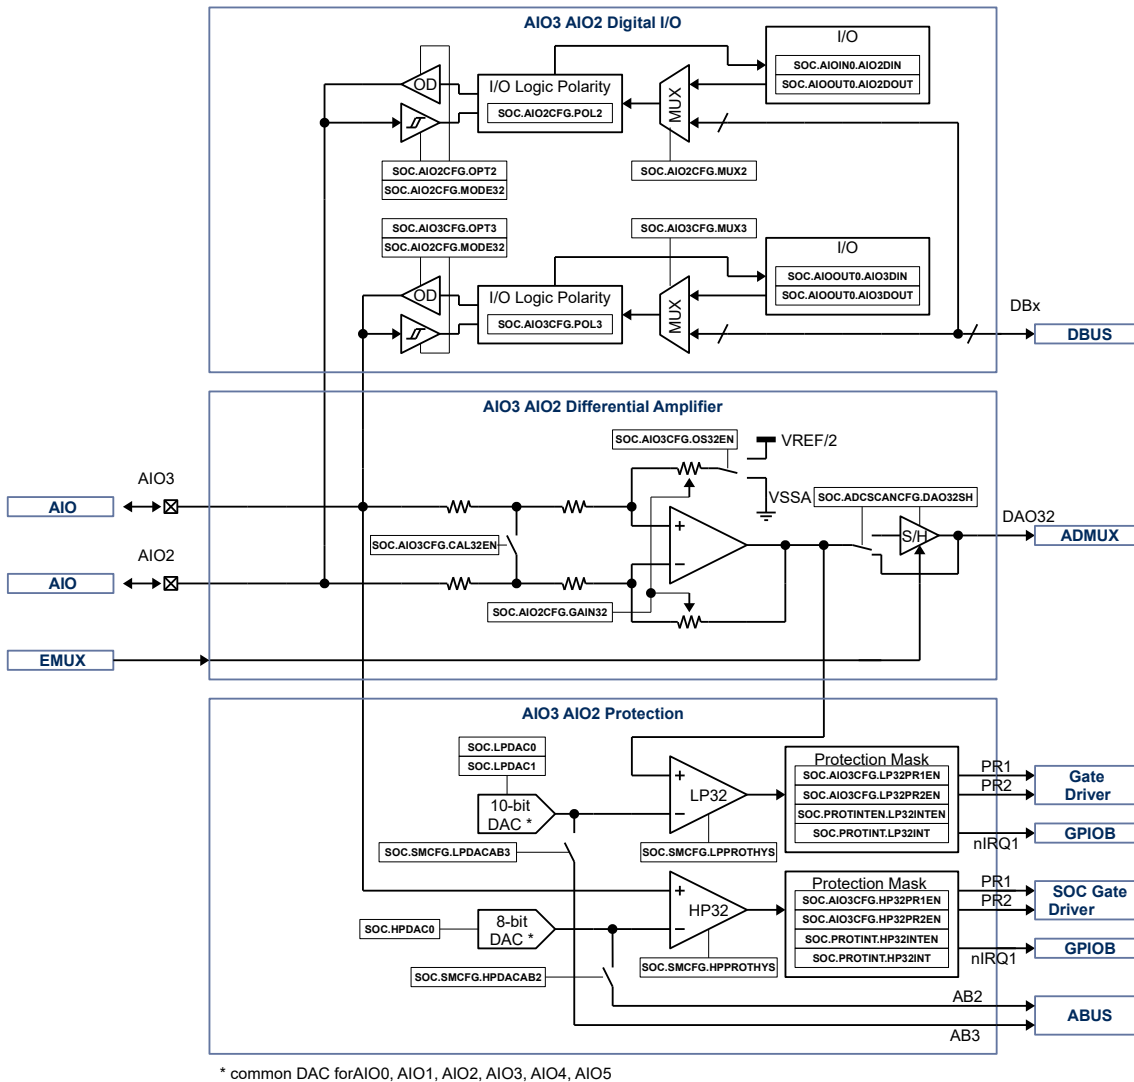 AIO3 AIO2 Digital I/O
I/O
SOC.AIOIN0.AIO2DIN
SOC.AIOOUT0.AIO2DOUT
OD
I/O Logic Polarity
SOC.AIO2CFG.POL2
MUX
SOC.AIO2CFG.OPT2
SOC.AIO2CFG.MODE32
SOC.AIO2CFG.MUX2
SOC.AIO3CFG.OPT3
SOC.AIO2CFG.MODE32
SOC.AIO3CFG.MUX3
I/O
SOC.AIOOUT0.AIO3DIN
SOC.AIOOUT0.AIO3DOUT
OD
I/O Logic Polarity
SOC.AIO3CFG.POL3
MUX
DBx
DBUS
AIO3 AIO2 Differential Amplifier
SOC.AIO3CFG.OS32EN
VREF/2
VSSA
SOC.ADCSCANCFG.DAO32SH
AIO3
AIO
+
S/H
DAO32
ADMUX
SOC.AIO3CFG.CAL32EN
AIO2
AIO
−
SOC.AIO2CFG.GAIN32
EMUX
AIO3 AIO2 Protection
SOC.LPDAC0
SOC.LPDAC1
10-bit
DAC *
+
LP32
−
Protection Mask
SOC.AIO3CFG.LP32PR1EN
SOC.AIO3CFG.LP32PR2EN
SOC.PROTINTEN.LP32INTEN
SOC.PROTINT.LP32INT
PR1
PR2
nIRQ1
Gate
Driver
GPIOB
SOC.SMCFG.LPDACAB3
SOC.SMCFG.LPPROTHYS
SOC.HPDAC0
8-bit
DAC *
+
HP32
−
Protection Mask
SOC.AIO3CFG.HP32PR1EN
SOC.AIO3CFG.HP32PR2EN
SOC.PROTINT.HP32INTEN
SOC.PROTINT.HP32INT
PR1
PR2
nIRQ1
SOC Gate
Driver
GPIOB
SOC.SMCFG.HPDACAB2
SOC.SMCFG.HPPROTHYS
AB2
AB3
ABUS
* common DAC forAIO0, AIO1, AIO2, AIO3, AIO4, AIO5